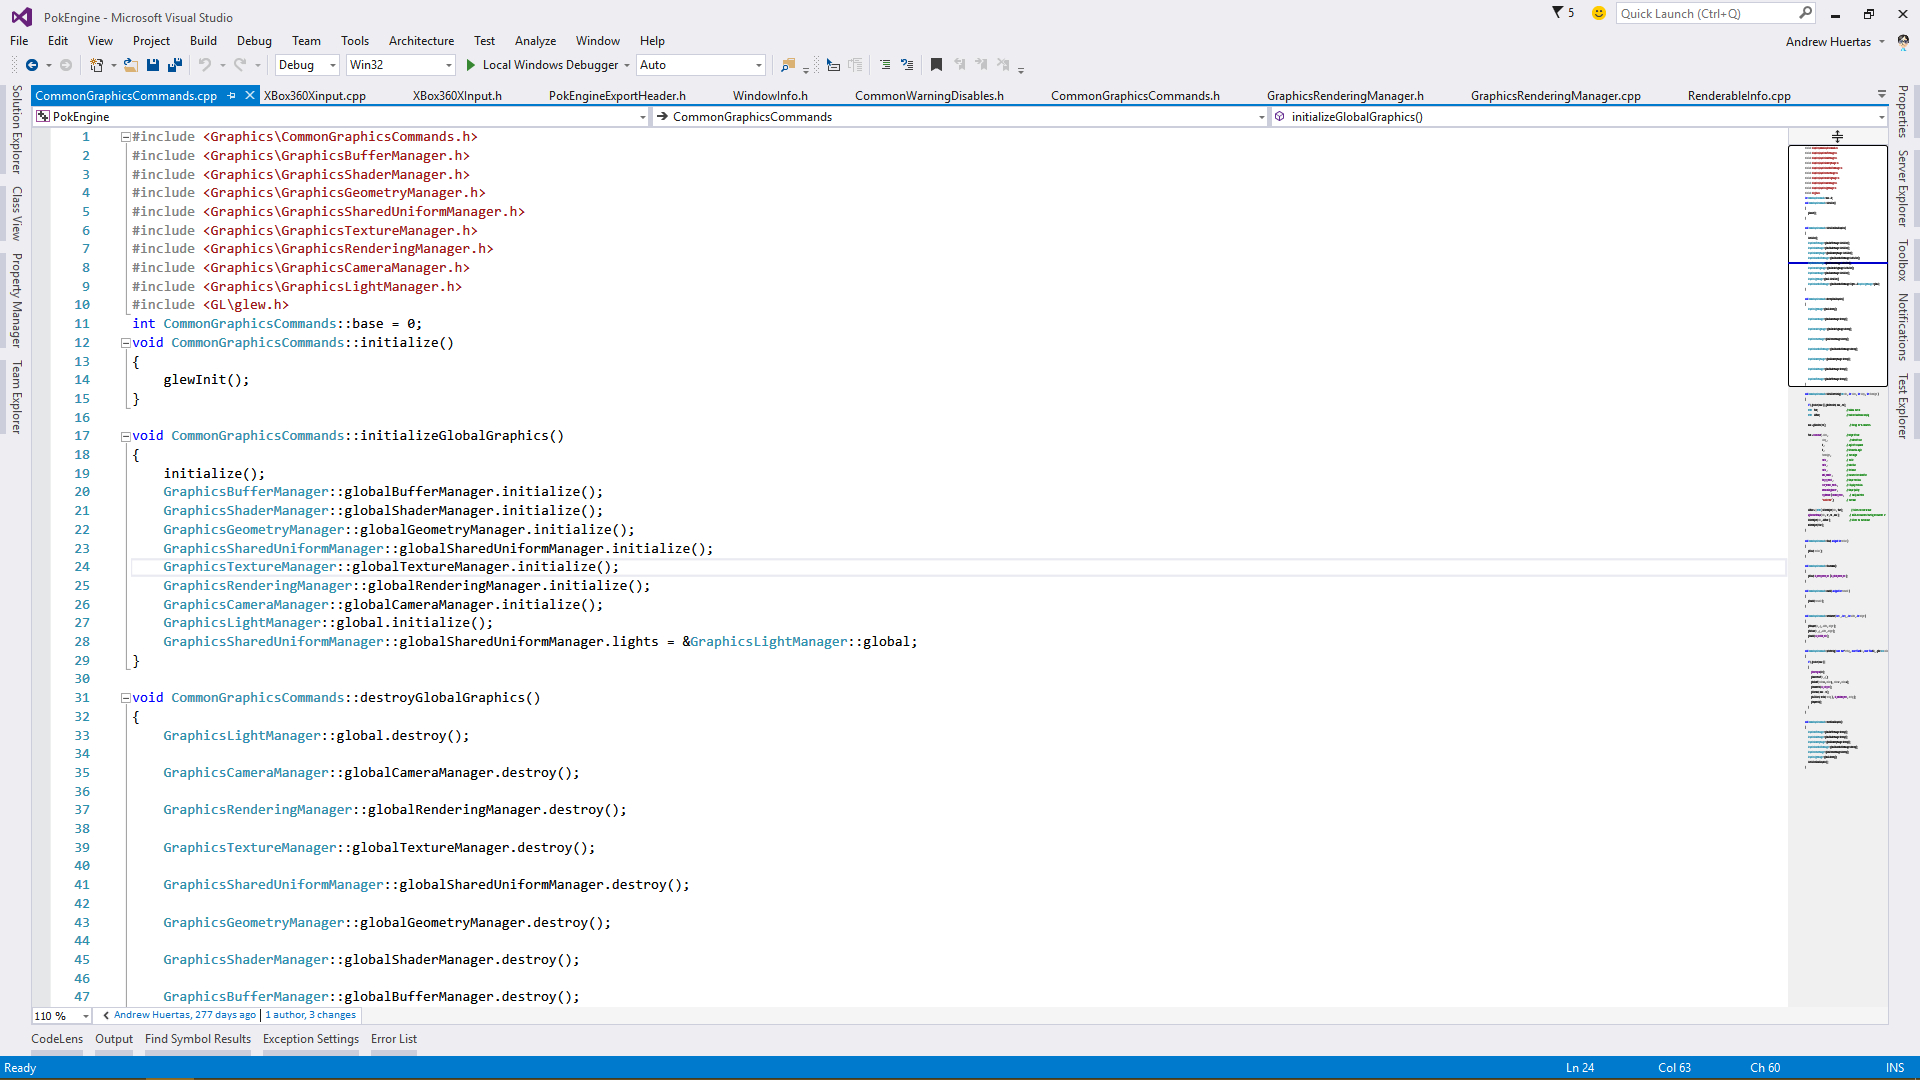 PokEngine - Microsoft Visual Studio
5
Quick Launch (Ctrl+Q)
File Edit View Project Build Debug Team Tools Architecture Test Analyze Window Help
Andrew Huertas
Debug Win32 Local Windows Debugger Auto
CommonGraphicsCommands.cpp XBox360Xinput.cpp XBox360XInput.h PokEngineExportHeader.h WindowInfo.h CommonWarningDisables.h CommonGraphicsCommands.h GraphicsRenderingManager.h GraphicsRenderingManager.cpp RenderableInfo.cpp
PokEngine CommonGraphicsCommands initializeGlobalGraphics()
Solution Explorer
Class View
Property Manager
Team Explorer
1 #include <Graphics\CommonGraphicsCommands.h>
2 #include <Graphics\GraphicsBufferManager.h>
3 #include <Graphics\GraphicsShaderManager.h>
4 #include <Graphics\GraphicsGeometryManager.h>
5 #include <Graphics\GraphicsSharedUniformManager.h>
6 #include <Graphics\GraphicsTextureManager.h>
7 #include <Graphics\GraphicsRenderingManager.h>
8 #include <Graphics\GraphicsCameraManager.h>
9 #include <Graphics\GraphicsLightManager.h>
10 #include <GL\glew.h>
11 int CommonGraphicsCommands::base = 0;
12 void CommonGraphicsCommands::initialize()
13 {
14 glewInit();
15 }
16
17 void CommonGraphicsCommands::initializeGlobalGraphics()
18 {
19 initialize();
20 GraphicsBufferManager::globalBufferManager.initialize();
21 GraphicsShaderManager::globalShaderManager.initialize();
22 GraphicsGeometryManager::globalGeometryManager.initialize();
23 GraphicsSharedUniformManager::globalSharedUniformManager.initialize();
24 GraphicsTextureManager::globalTextureManager.initialize();
25 GraphicsRenderingManager::globalRenderingManager.initialize();
26 GraphicsCameraManager::globalCameraManager.initialize();
27 GraphicsLightManager::global.initialize();
28 GraphicsSharedUniformManager::globalSharedUniformManager.lights = &GraphicsLightManager::global;
29 }
30
31 void CommonGraphicsCommands::destroyGlobalGraphics()
32 {
33 GraphicsLightManager::global.destroy();
34
35 GraphicsCameraManager::globalCameraManager.destroy();
36
37 GraphicsRenderingManager::globalRenderingManager.destroy();
38
39 GraphicsTextureManager::globalTextureManager.destroy();
40
41 GraphicsSharedUniformManager::globalSharedUniformManager.destroy();
42
43 GraphicsGeometryManager::globalGeometryManager.destroy();
44
45 GraphicsShaderManager::globalShaderManager.destroy();
46
47 GraphicsBufferManager::globalBufferManager.destroy();
Properties
Server Explorer
Toolbox
Notifications
Test Explorer
110 % Andrew Huertas, 277 days ago | 1 author, 3 changes
CodeLens Output Find Symbol Results Exception Settings Error List
Ready Ln 24 Col 63 Ch 60 INS